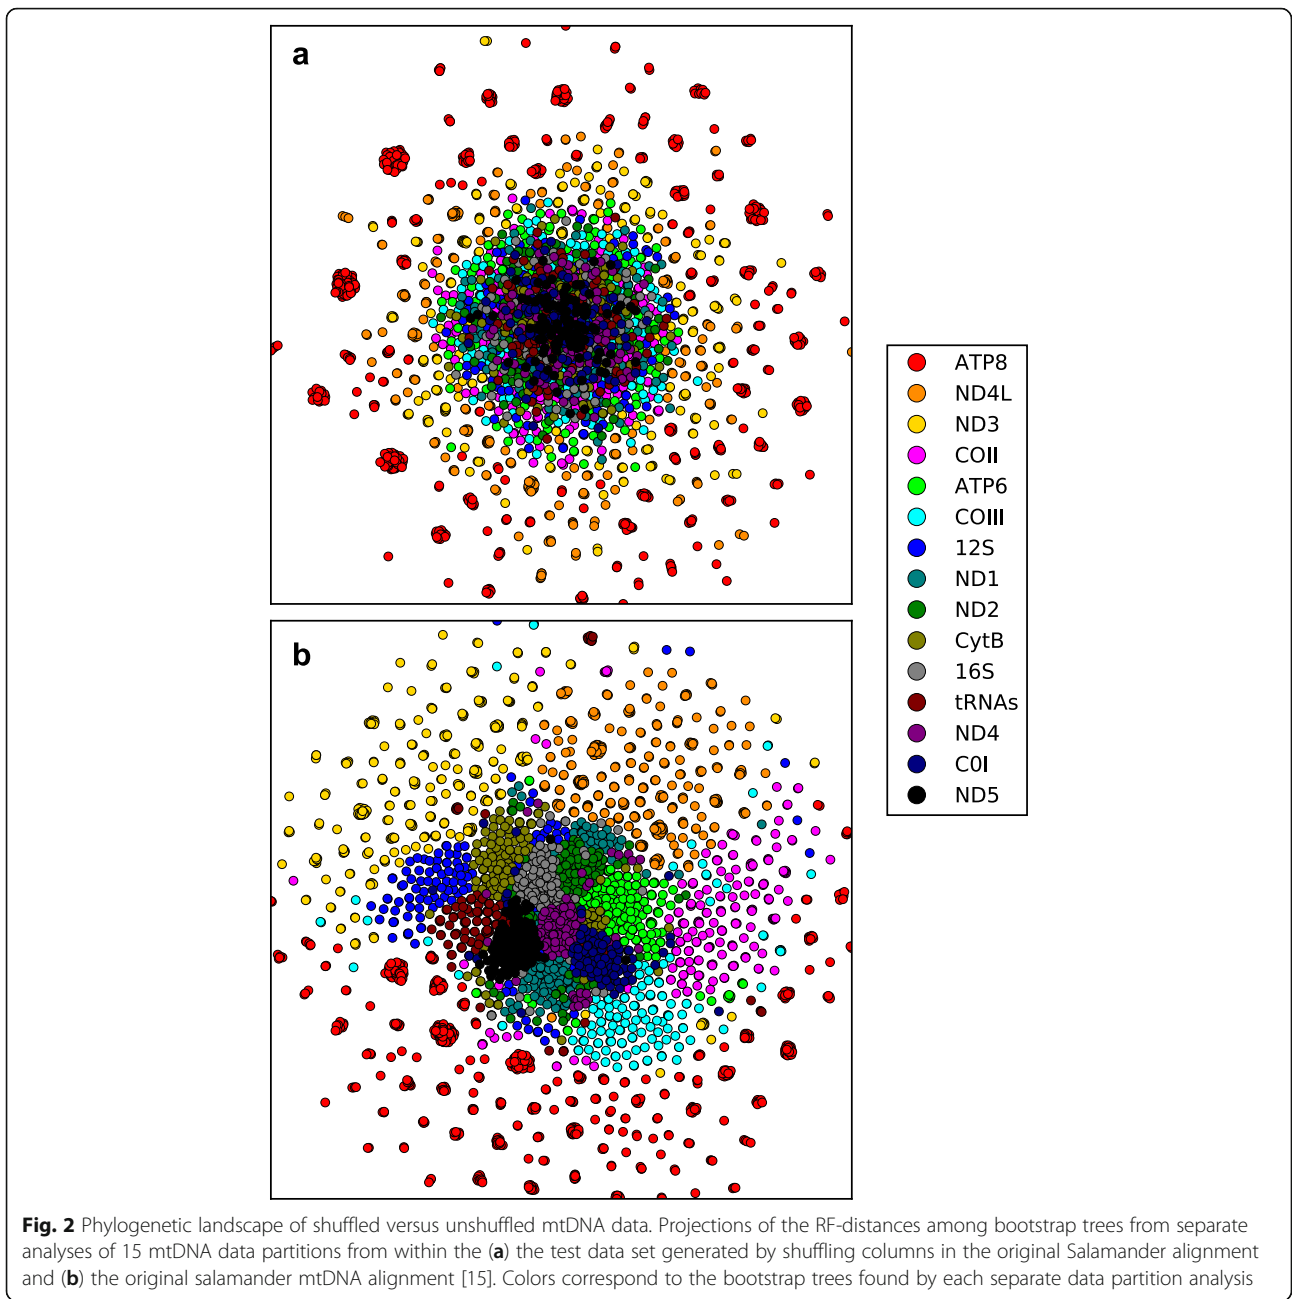 a
b
ATP8
ND4L
ND3
COII
ATP6
COIII
12S
ND1
ND2
CytB
16S
tRNAs
ND4
C0I
ND5
Fig. 2 Phylogenetic landscape of shuffled versus unshuffled mtDNA data. Projections of the RF-distances among bootstrap trees from separate
analyses of 15 mtDNA data partitions from within the (a) the test data set generated by shuffling columns in the original Salamander alignment
and (b) the original salamander mtDNA alignment [15]. Colors correspond to the bootstrap trees found by each separate data partition analysis